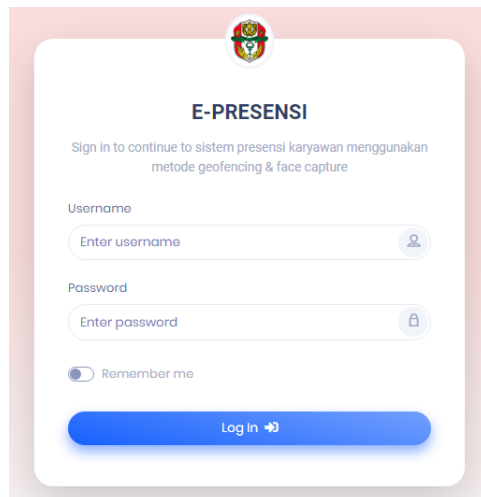 E-PRESENSI
Sign in to continue to sistem presensi karyawan menggunakan
metode geofencing & face capture
Username
Enter username
Password
Enter password
Remember me
Log In